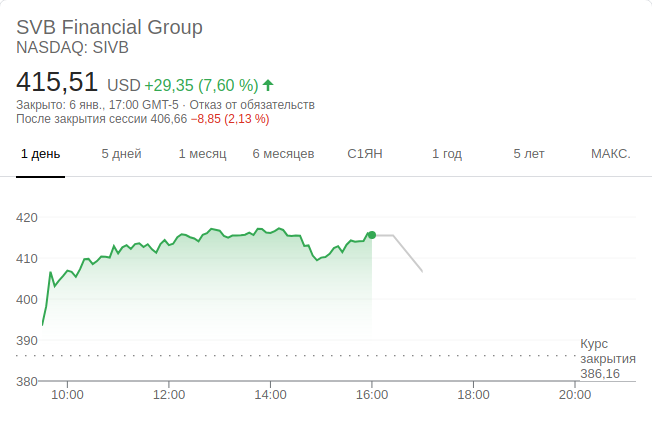 SVB Financial Group
NASDAQ: SIVB
415,51 USD +29,35 (7,60 %)
Закрыто: 6 янв., 17:00 GMT-5 · Отказ от обязательств
После закрытия сессии 406,66 −8,85 (2,13 %)
1 день 5 дней 1 месяц 6 месяцев С1ЯН 1 год 5 лет МАКС.
420
410
400
390
Курс
закрытия
386,16
380
10:00 12:00 14:00 16:00 18:00 20:00